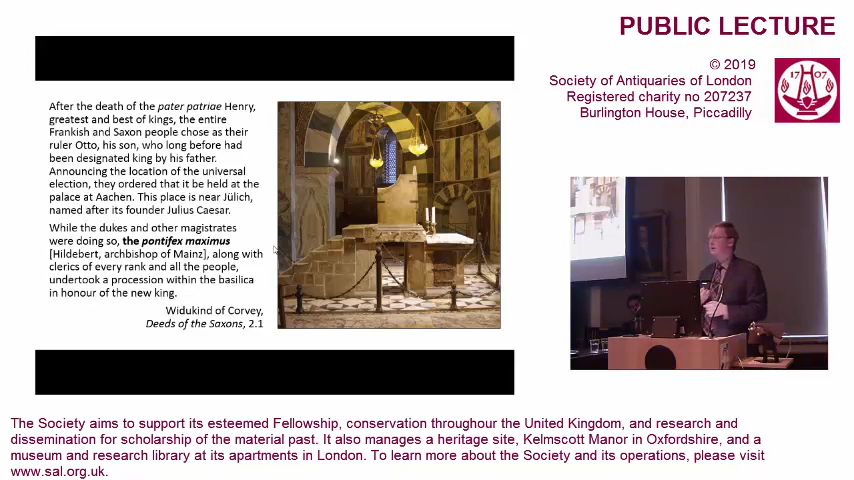 PUBLIC LECTURE
© 2019
Society of Antiquaries of London
Registered charity no 207237
Burlington House, Piccadilly
1707
After the death of the pater patriae Henry,
greatest and best of kings, the entire
Frankish and Saxon people chose as their
ruler Otto, his son, who long before had
been designated king by his father.
Announcing the location of the universal
election, they ordered that it be held at the
palace at Aachen. This place is near Jülich,
named after its founder Julius Caesar.
While the dukes and other magistrates
were doing so, the pontifex maximus
[Hildebert, archbishop of Mainz], along with
clerics of every rank and all the people,
undertook a procession within the basilica
in honour of the new king.
Widukind of Corvey,
Deeds of the Saxons, 2.1
The Society aims to support its esteemed Fellowship, conservation throughour the United Kingdom, and research and
dissemination for scholarship of the material past. It also manages a heritage site, Kelmscott Manor in Oxfordshire, and a
museum and research library at its apartments in London. To learn more about the Society and its operations, please visit
www.sal.org.uk.